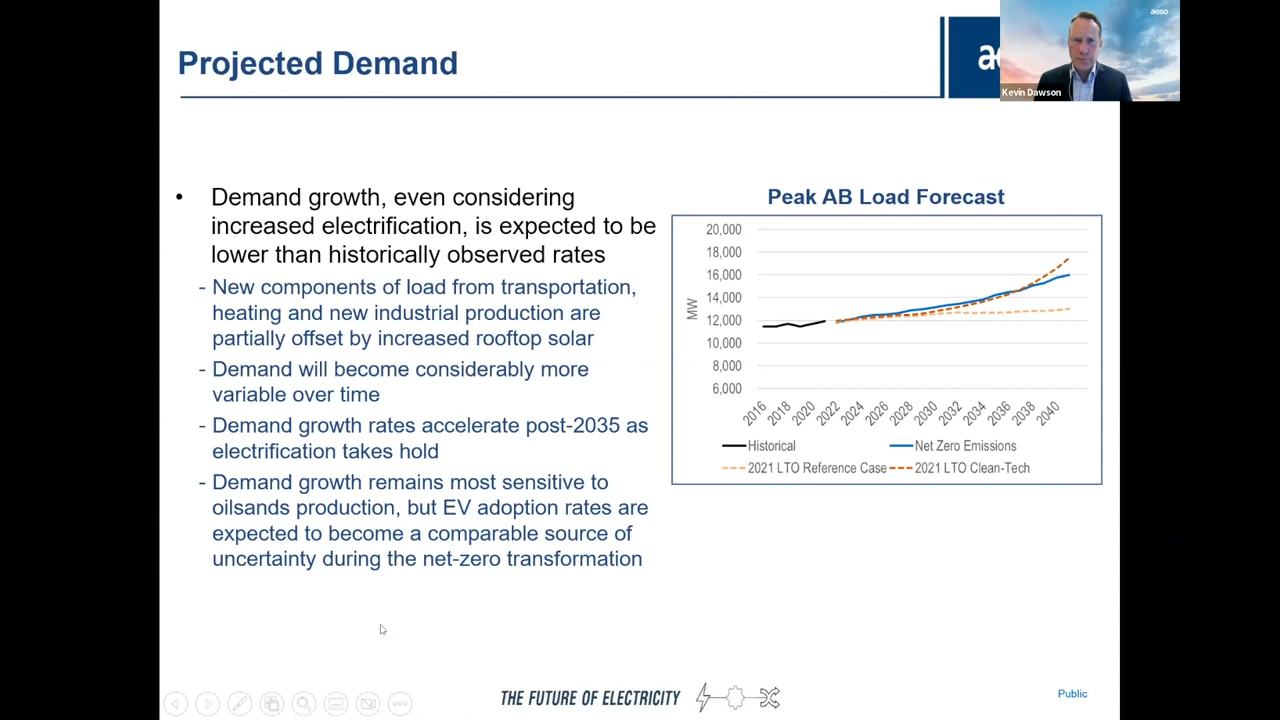 Projected Demand
aeso
Kevin Dawson
• Demand growth, even considering
increased electrification, is expected to be
lower than historically observed rates
- New components of load from transportation,
heating and new industrial production are
partially offset by increased rooftop solar
- Demand will become considerably more
variable over time
- Demand growth rates accelerate post-2035 as
electrification takes hold
- Demand growth remains most sensitive to
oilsands production, but EV adoption rates are
expected to become a comparable source of
uncertainty during the net-zero transformation
Peak AB Load Forecast
20,000
18,000
16,000
14,000
12,000
10,000
8,000
6,000
MW
2016 2018 2020 2022 2024 2026 2028 2030 2032 2034 2036 2038 2040
Historical Net Zero Emissions
2021 LTO Reference Case 2021 LTO Clean-Tech
THE FUTURE OF ELECTRICITY
Public